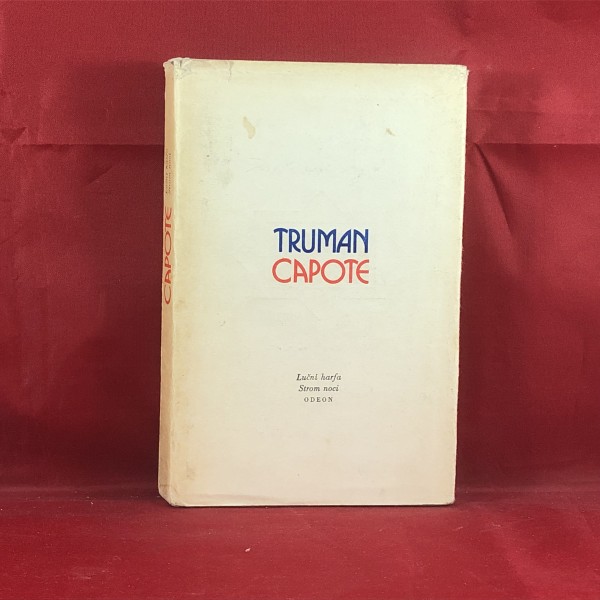 TRUMAN
CAPOTE
Luční harfa
Strom noci
ODEON
CAPOTE